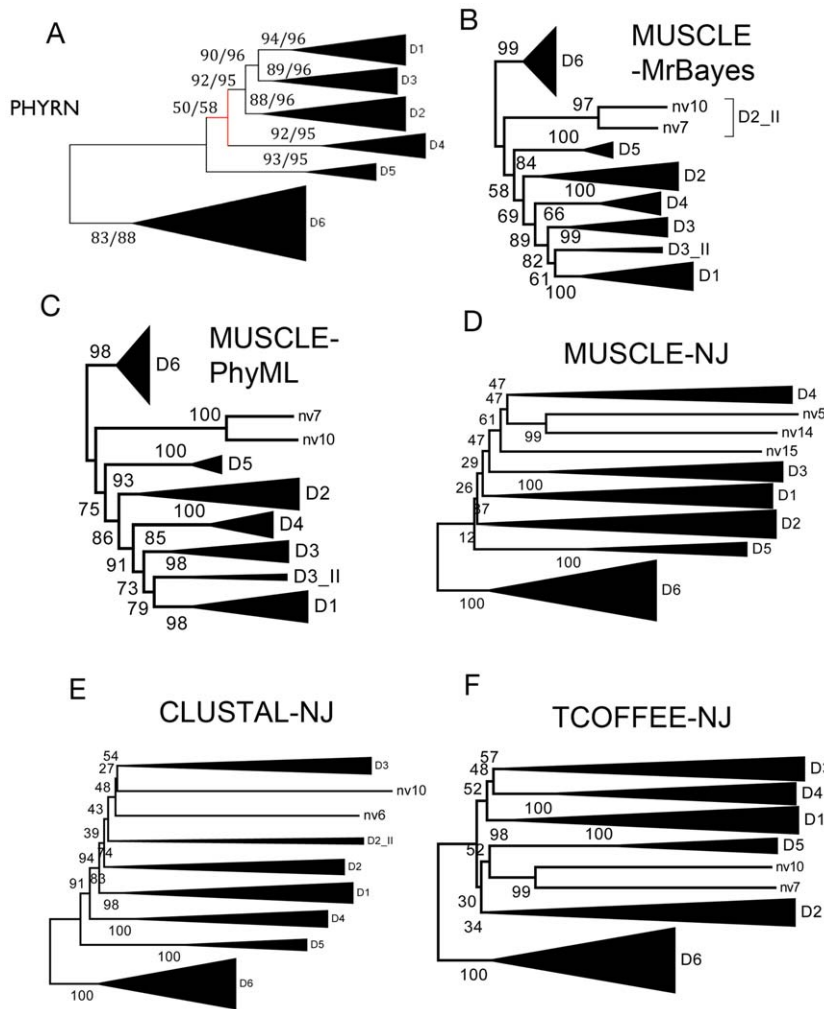 A
PHYRN
94/96
D1
90/96
89/96
D3
92/95
88/96
D2
50/58
92/95
D4
93/95
D5
D6
83/88
B
MUSCLE
-MrBayes
99
D6
97
nv10
nv7
D2_II
100
D5
84
D2
58
100
D4
69
66
D3
89
99
D3_II
82
61
D1
100
C
MUSCLE-
PhyML
98
D6
100
nv7
nv10
100
D5
93
D2
75
100
D4
86
85
D3
91
98
D3_II
73
79
D1
98
D
MUSCLE-NJ
47
D4
47
nv5
61
99
nv14
47
nv15
29
D3
26
100
D1
37
D2
12
D5
100
D6
100
E
CLUSTAL-NJ
54
D3
27
48
nv10
43
nv6
39
D2_II
94
74
D2
91
83
D1
98
D4
100
D5
100
D6
100
F
TCOFFEE-NJ
57
D3
48
52
D4
100
D1
98
100
D5
52
nv10
99
nv7
30
D2
34
D6
100